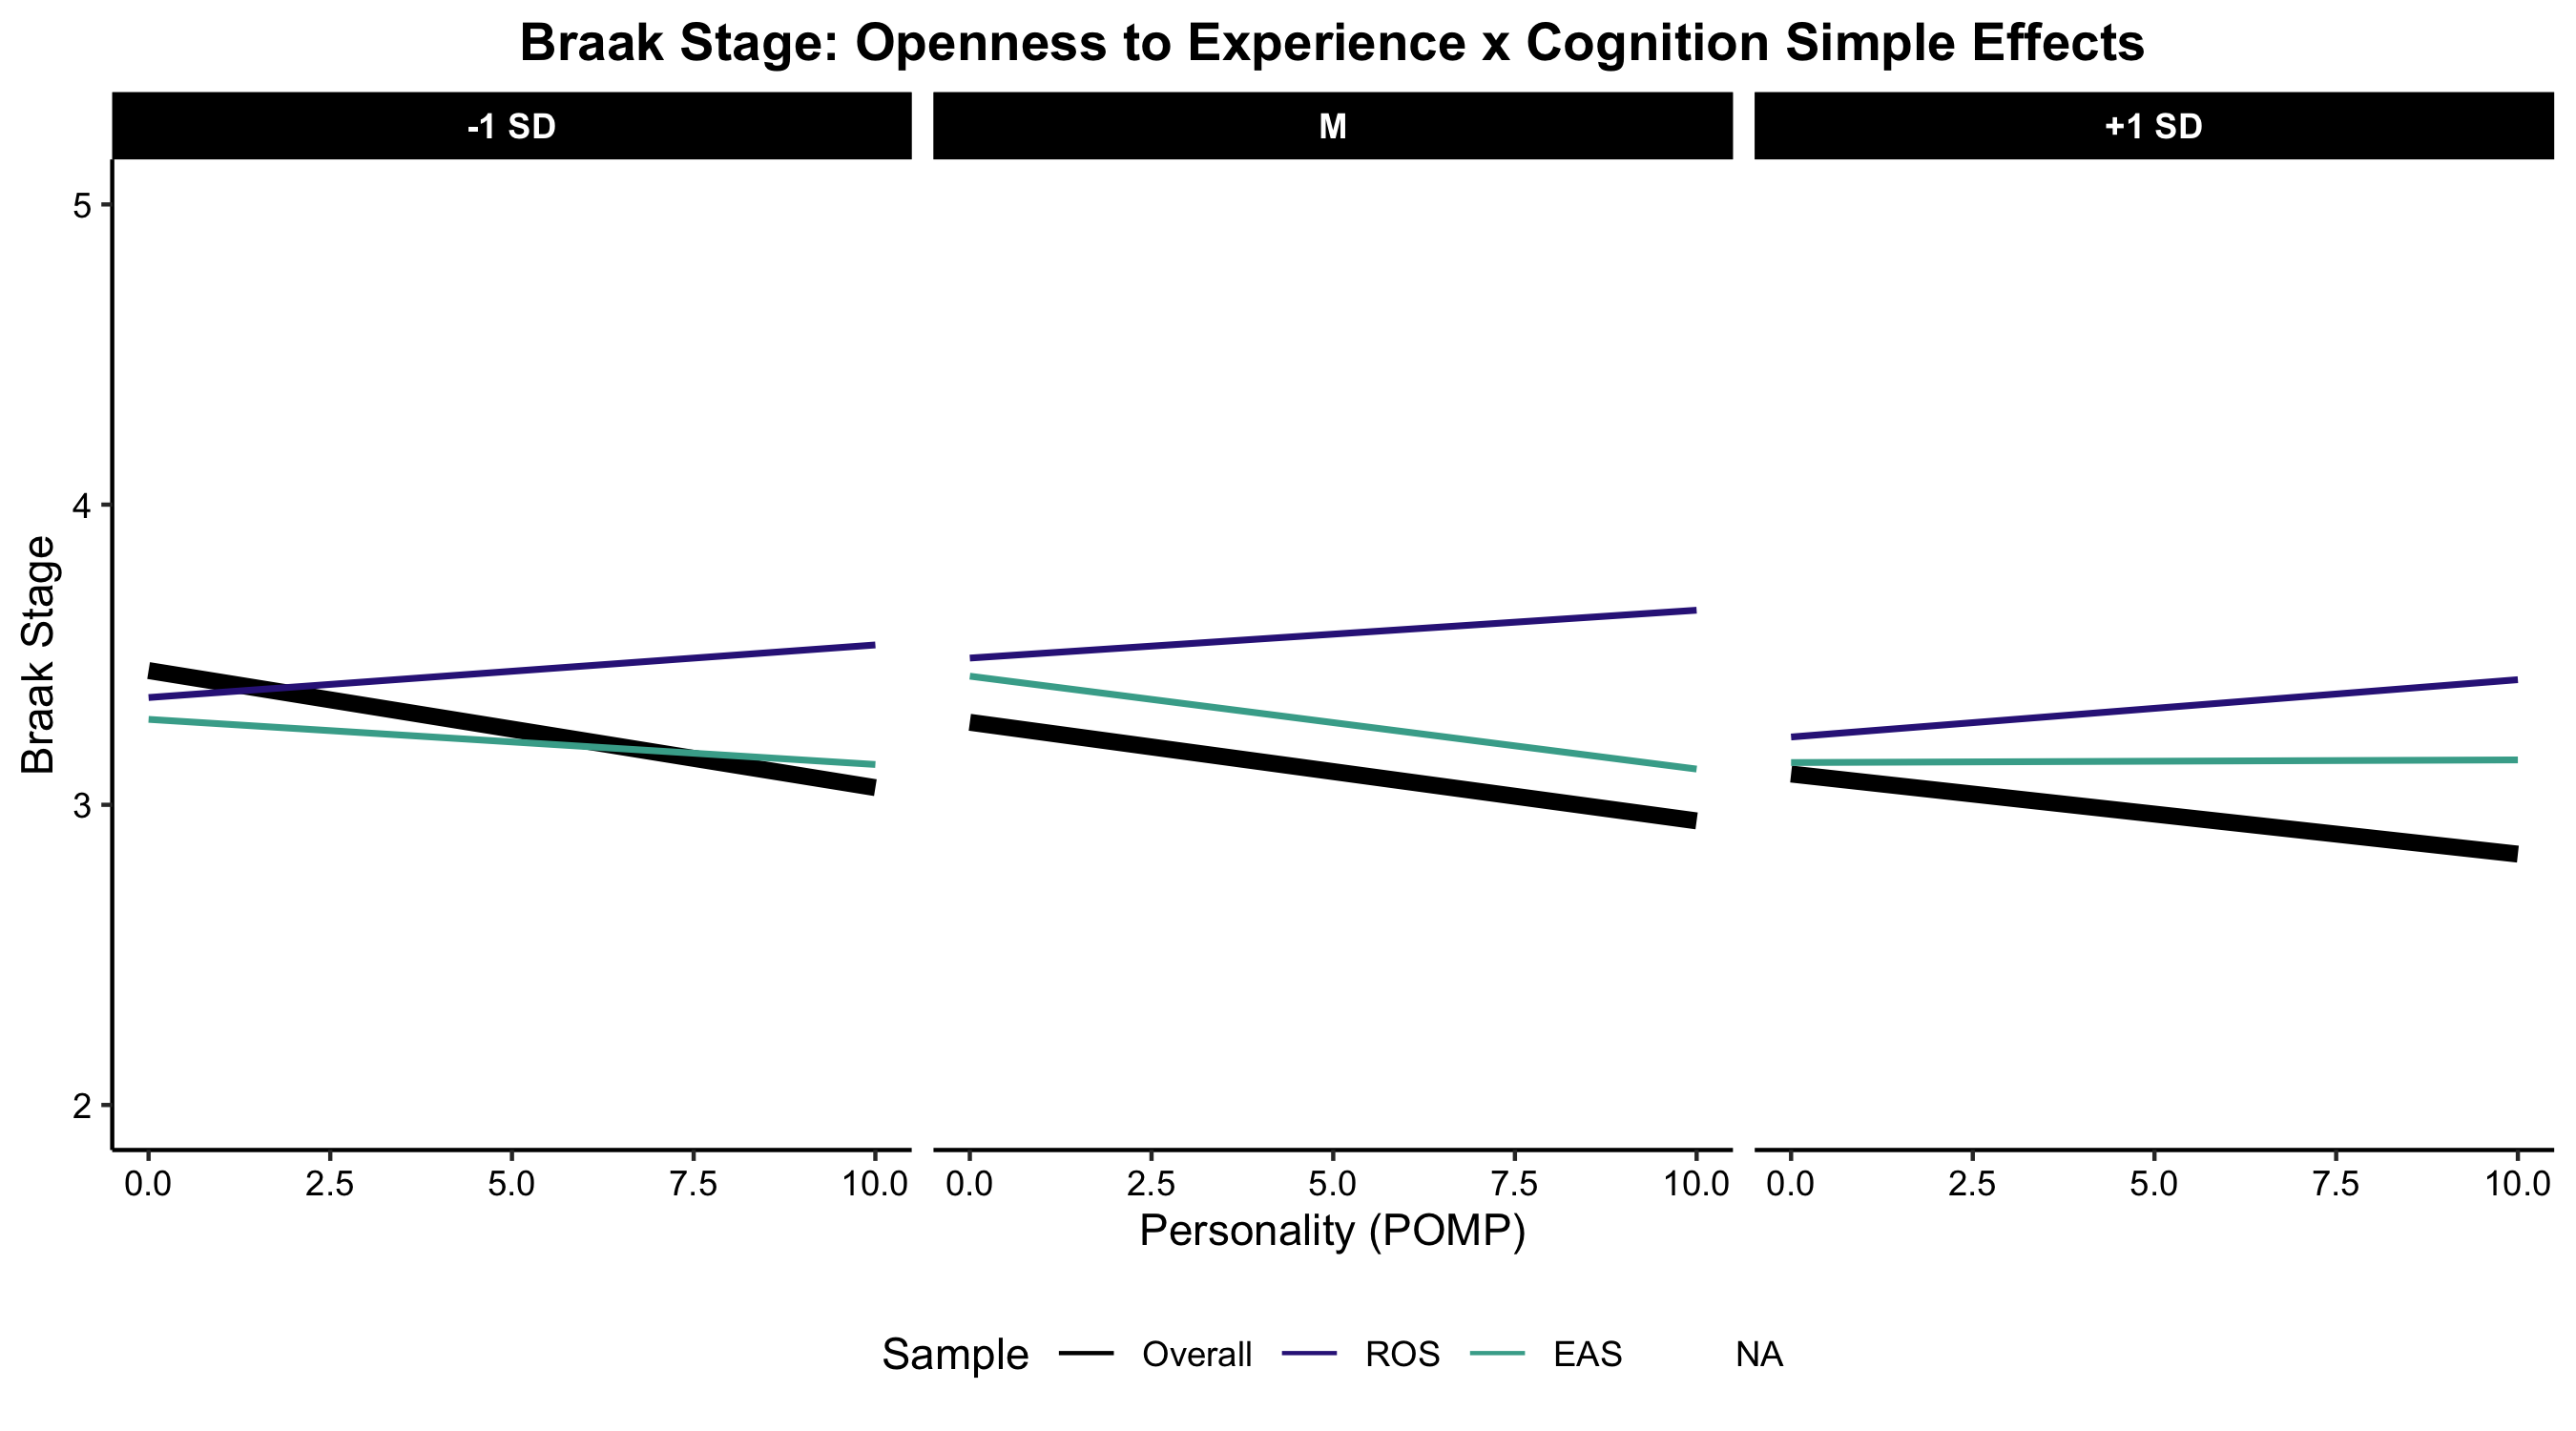 Braak Stage: Openness to Experience x Cognition Simple Effects
-1 SD
M
+1 SD
Braak Stage
5
4
3
2
0.0 2.5 5.0 7.5 10.0 0.0 2.5 5.0 7.5 10.0 0.0 2.5 5.0 7.5 10.0
Personality (POMP)
Sample Overall ROS EAS NA